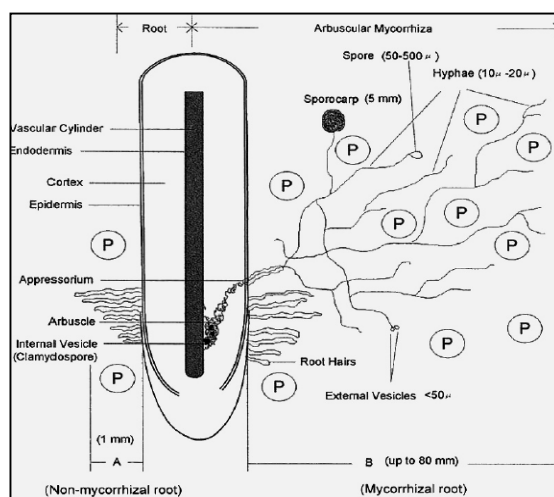 Root
Arbuscular Mycorrhiza
Spore (50-500μ)
Hyphae (10μ-20μ)
Sporocarp (5 mm)
Vascular Cylinder
Endodermis
Cortex
Epidermis
P
P
P
P
P
P
P
P
P
P
P
P
Appressorium
Arbuscle
Internal Vesicle
(Clamydospore)
Root Hairs
External Vesicles <50μ
(1 mm)
A
B (up to 80 mm)
(Non-mycorrhizal root)
(Mycorrhizal root)